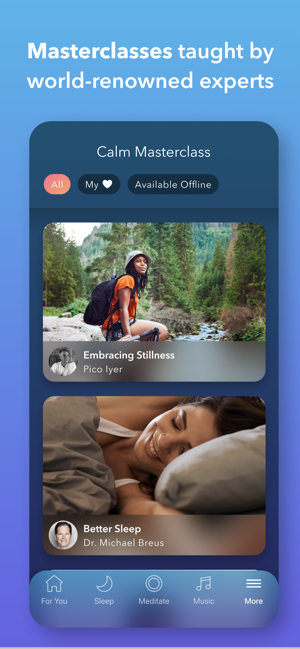 Masterclasses taught by
world-renowned experts
Calm Masterclass
All
My
Available Offline
Embracing Stillness
Pico Iyer
Better Sleep
Dr. Michael Breus
For You
Sleep
Meditate
Music
More